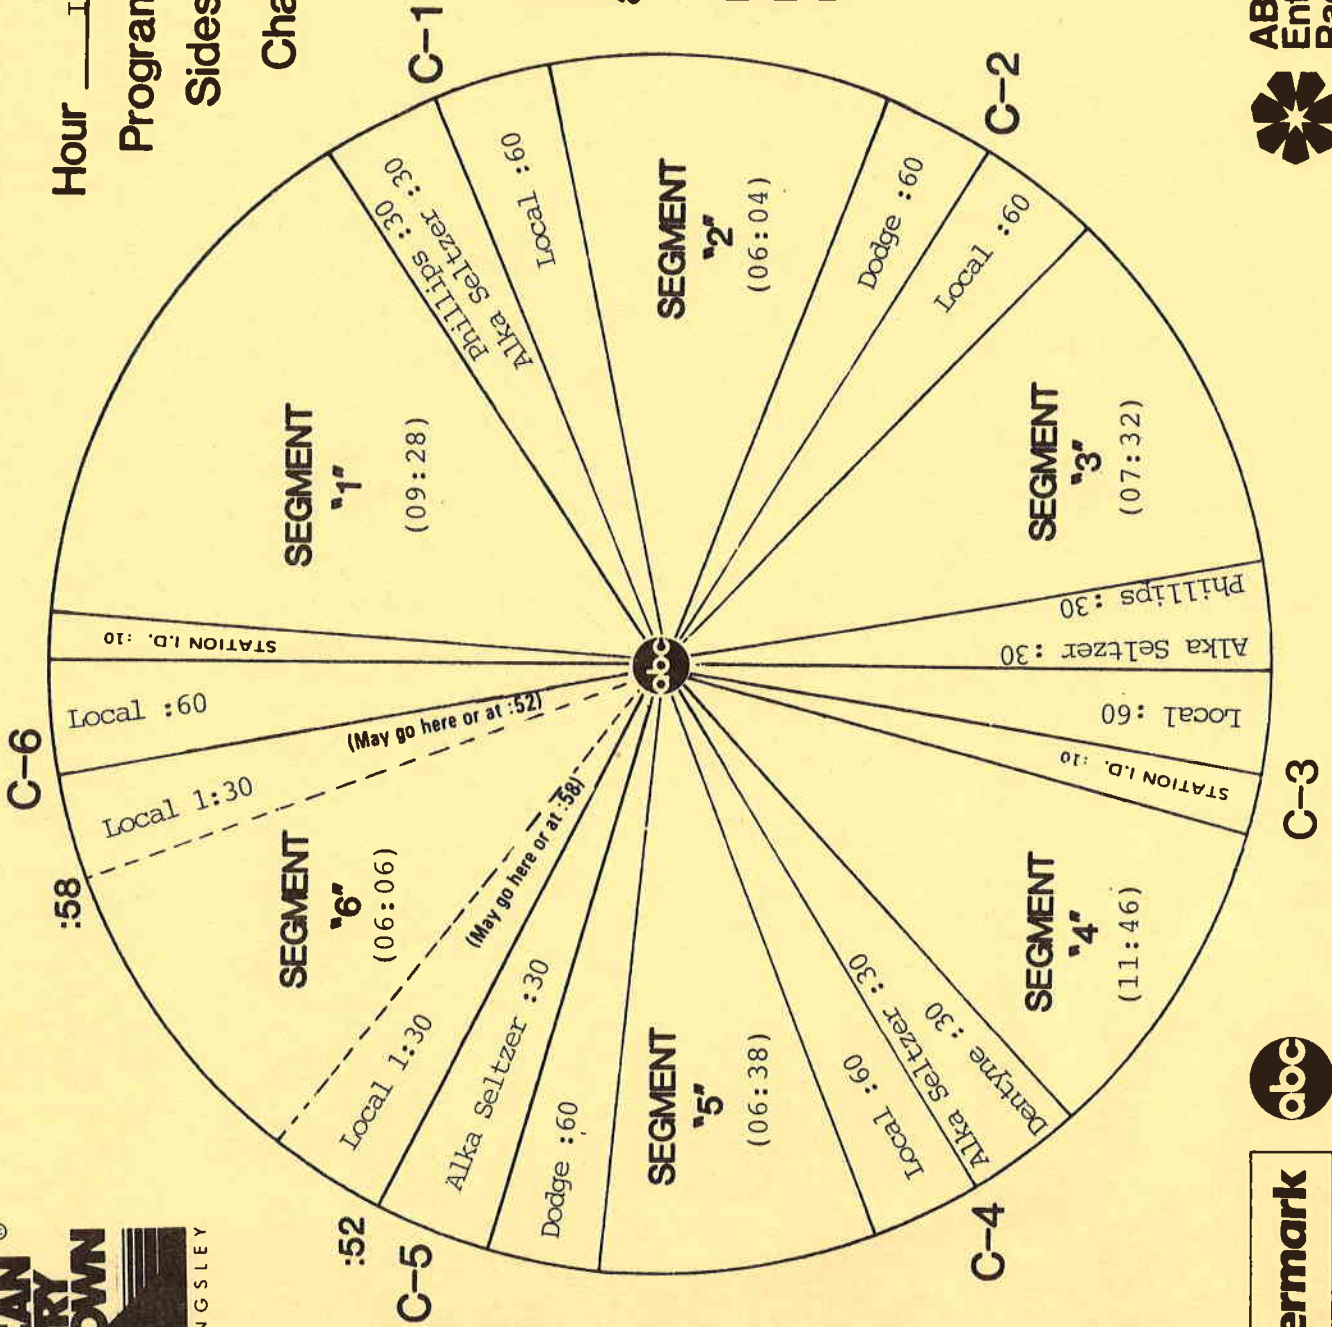 Hour
C-1
Phillips :30
Alka Seltzer :30
Local :60
SEGMENT
"1"
(09:28)
SEGMENT
"2"
(06:04)
C-2
Dodge :60
Local :60
SEGMENT
"3"
(07:32)
C-3
Phillips :30
Alka Seltzer :30
Local :60
STATION I.D. :10
SEGMENT
"4"
(11:46)
C-4
Dentyne :30
Alka Seltzer :30
Local :60
SEGMENT
"5"
(06:38)
C-5
Dodge :60
Alka Seltzer :30
:52
Local 1:30
(May go here or at :58)
SEGMENT
"6"
(06:06)
:58
Local 1:30
(May go here or at :52)
C-6
Local :60
STATION I.D. :10
abc
abc